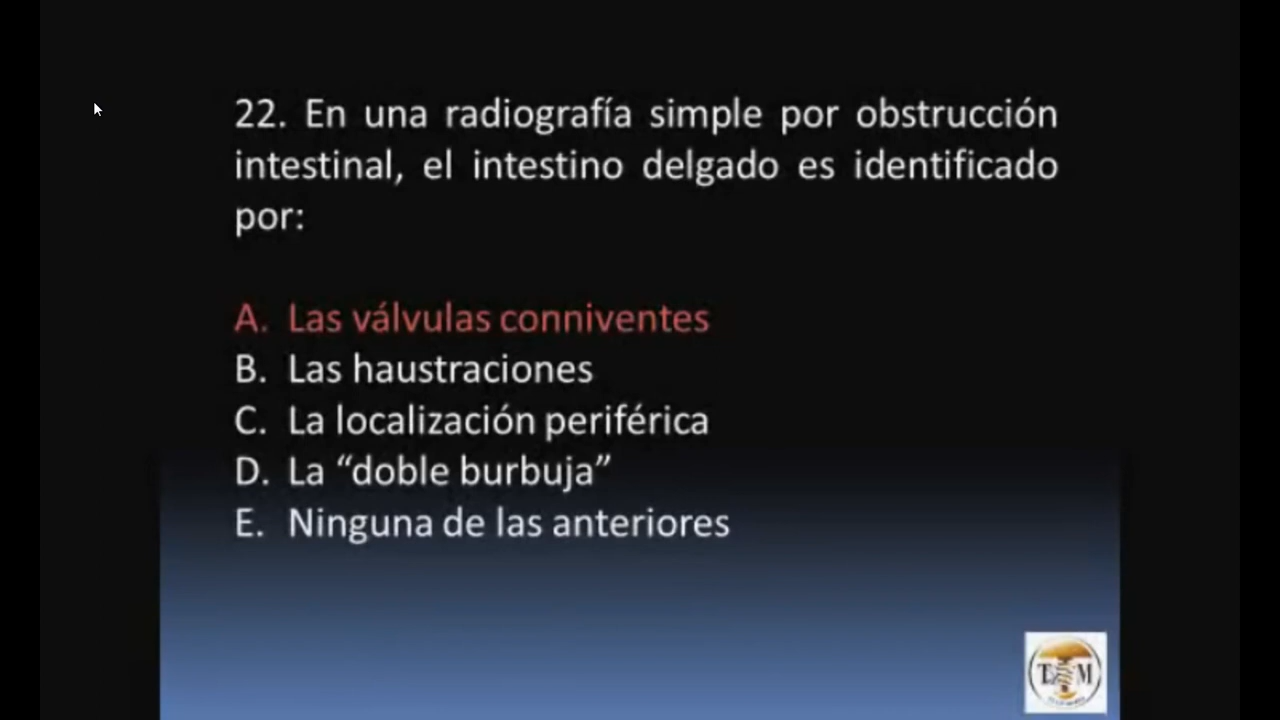 22. En una radiografía simple por obstrucción
intestinal, el intestino delgado es identificado
por:
A. Las válvulas conniventes
B. Las haustraciones
C. La localización periférica
D. La “doble burbuja”
E. Ninguna de las anteriores